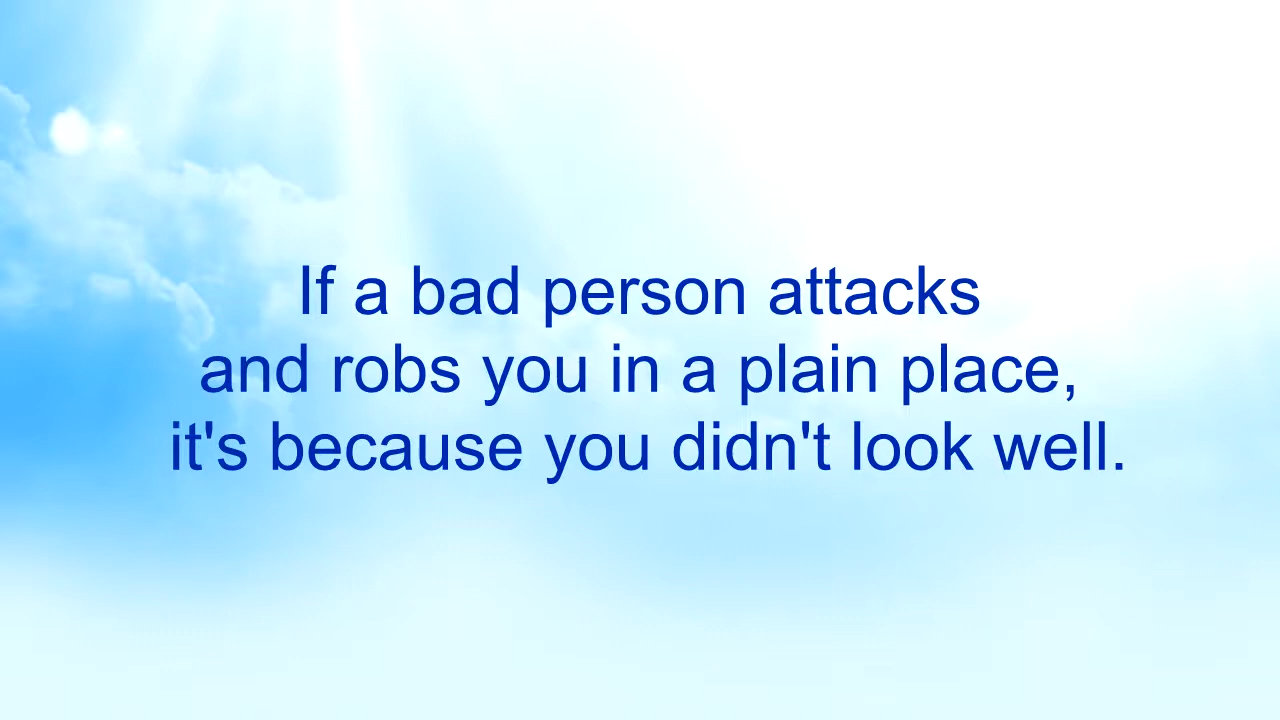 If a bad person attacks
and robs you in a plain place,
it's because you didn't look well.